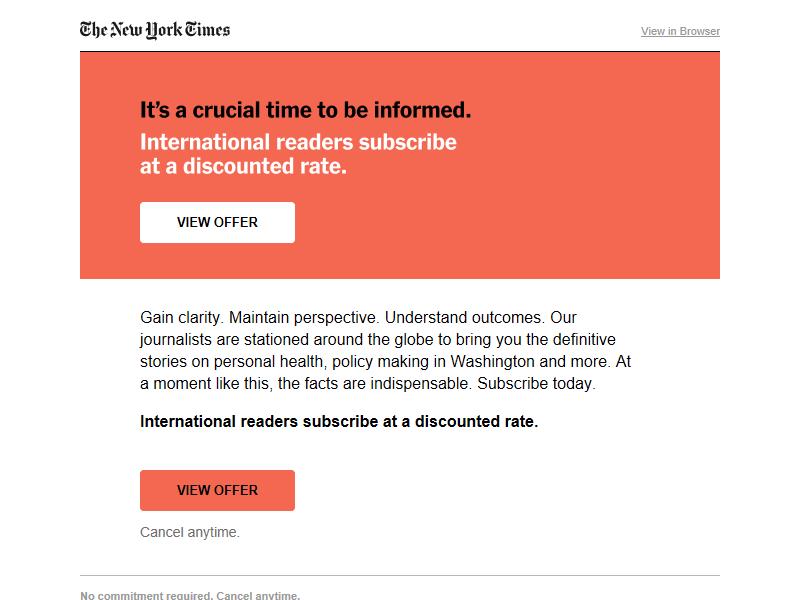 The New York Times
View in Browser
It's a crucial time to be informed.
International readers subscribe
at a discounted rate.
VIEW OFFER
Gain clarity. Maintain perspective. Understand outcomes. Our
journalists are stationed around the globe to bring you the definitive
stories on personal health, policy making in Washington and more. At
a moment like this, the facts are indispensable. Subscribe today.
International readers subscribe at a discounted rate.
VIEW OFFER
Cancel anytime.
No commitment required. Cancel anytime.